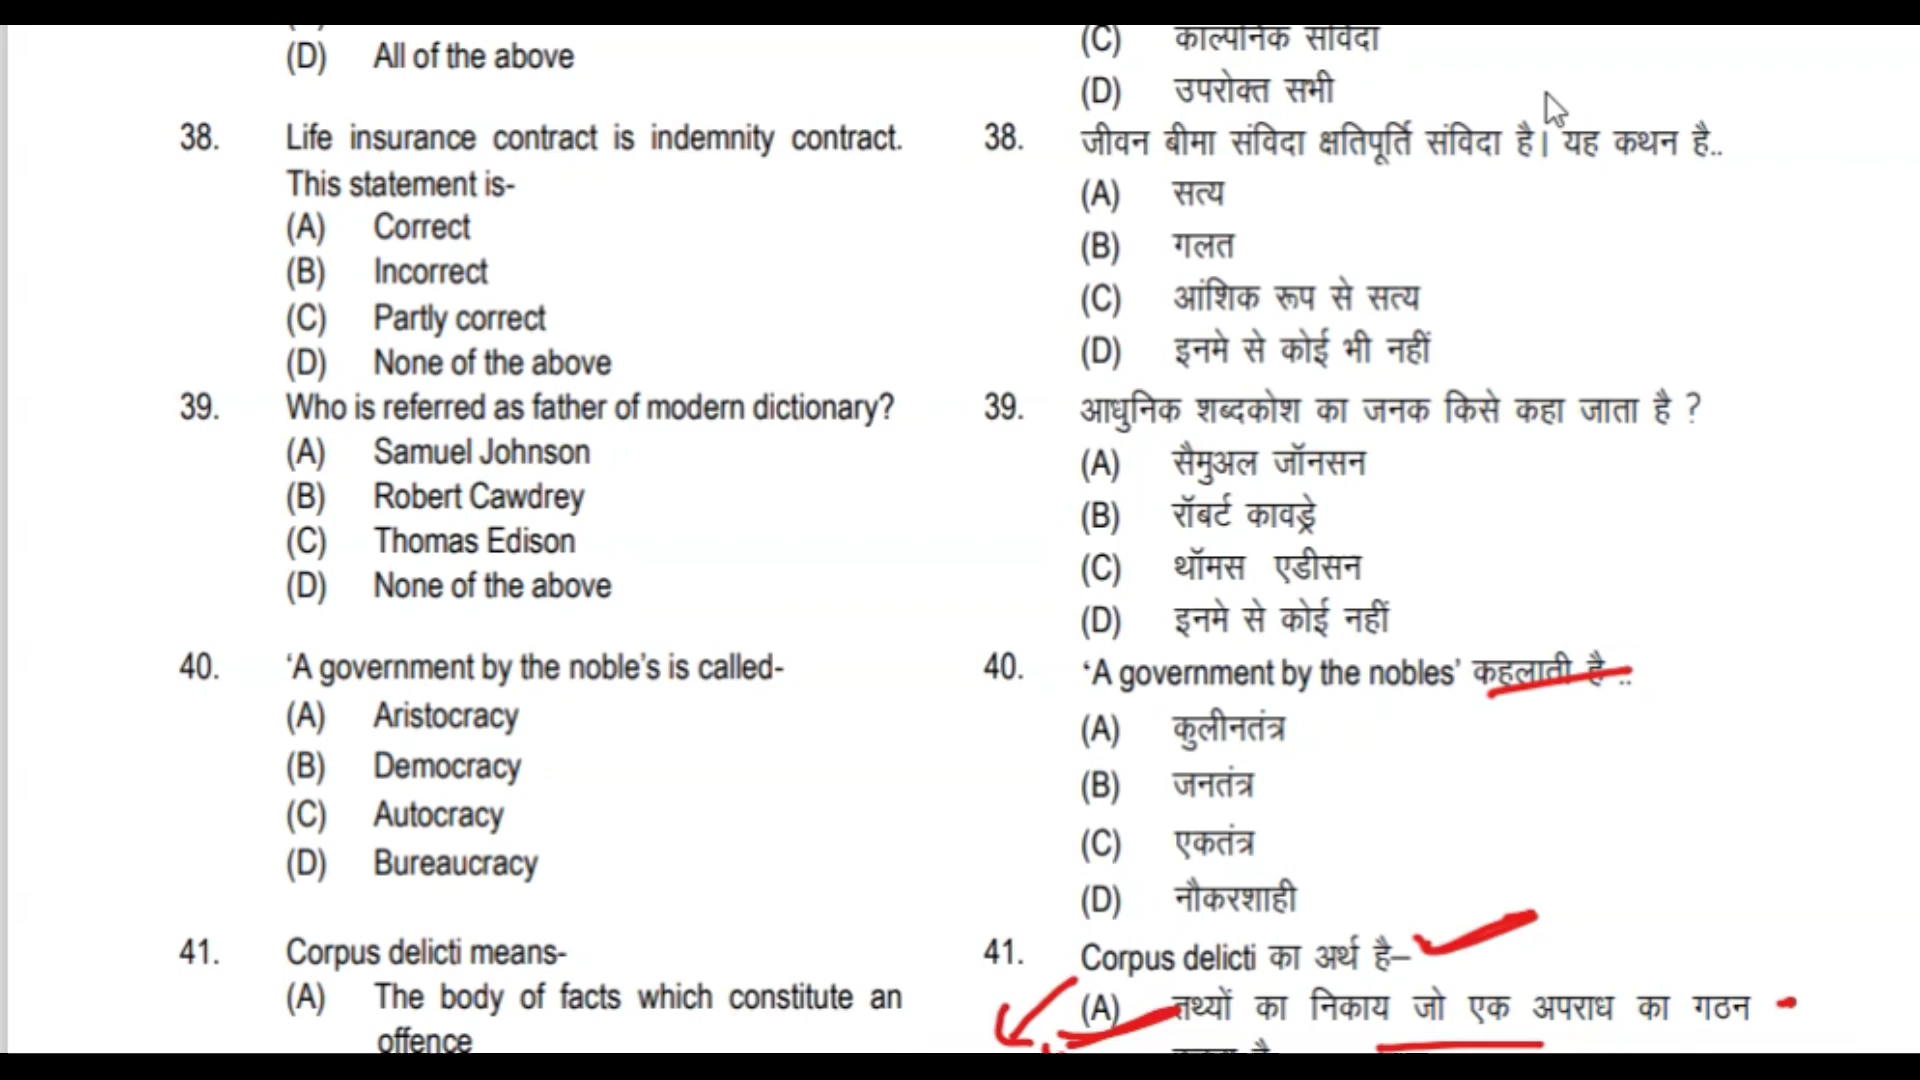 (D) All of the above
38. Life insurance contract is indemnity contract.
This statement is-
(A) Correct
(B) Incorrect
(C) Partly correct
(D) None of the above
39. Who is referred as father of modern dictionary?
(A) Samuel Johnson
(B) Robert Cawdrey
(C) Thomas Edison
(D) None of the above
40. ‘A government by the noble’s is called-
(A) Aristocracy
(B) Democracy
(C) Autocracy
(D) Bureaucracy
41. Corpus delicti means-
(A) The body of facts which constitute an
offence
(C) काल्पनिक संविदा
(D) उपरोक्त सभी
38. जीवन बीमा संविदा क्षतिपूर्ति संविदा है। यह कथन है..
(A) सत्य
(B) गलत
(C) आंशिक रूप से सत्य
(D) इनमे से कोई भी नहीं
39. आधुनिक शब्दकोश का जनक किसे कहा जाता है ?
(A) सैमुअल जॉनसन
(B) रॉबर्ट कावड्रे
(C) थॉमस एडीसन
(D) इनमे से कोई नहीं
40. ‘A government by the nobles’ कहलाती है ..
(A) कुलीनतंत्र
(B) जनतंत्र
(C) एकतंत्र
(D) नौकरशाही
41. Corpus delicti का अर्थ है–
(A) तथ्यों का निकाय जो एक अपराध का गठन